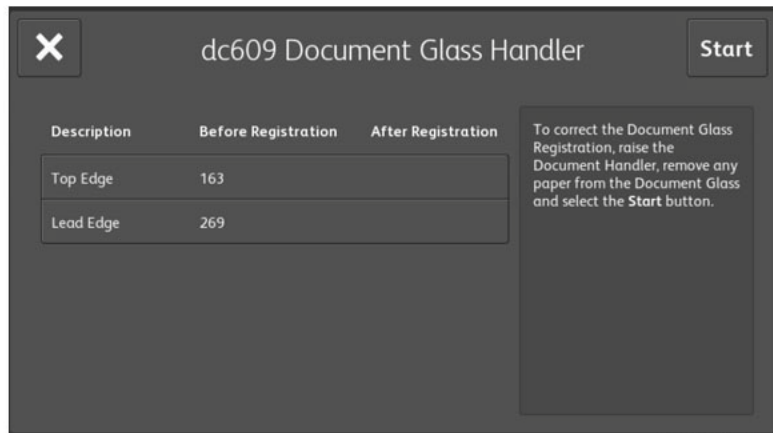 dc609 Document Glass Handler
Start
Description Before Registration After Registration
Top Edge 163
Lead Edge 269
To correct the Document Glass
Registration, raise the
Document Handler, remove any
paper from the Document Glass
and select the Start button.